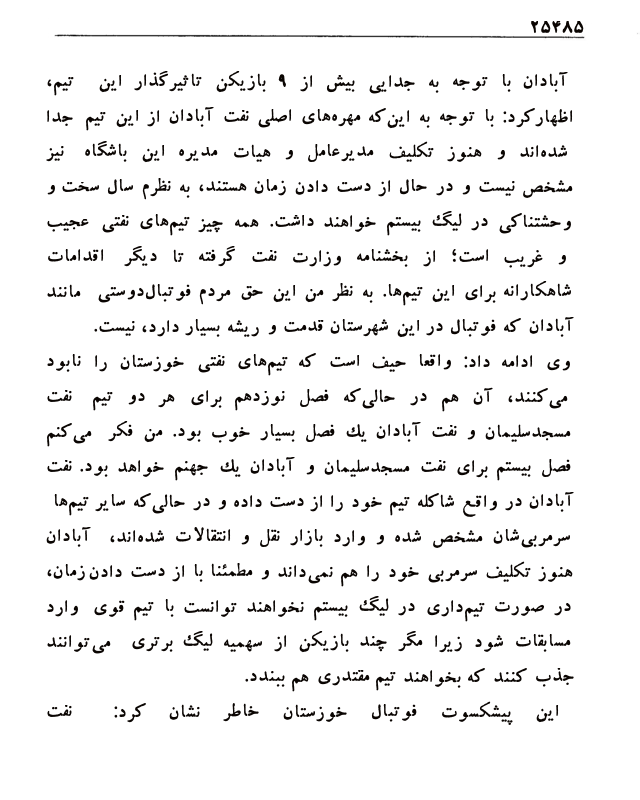 ۲۵۴۸۵
آبادان با توجه به جدایی بیش از ۹ بازیکن تاثیرگذار این تیم،
اظهارکرد: با توجه به این‌که مهره‌های اصلی نفت آبادان از این تیم جدا
شده‌اند و هنوز تکلیف مدیرعامل و هیات مدیره این باشگاه نیز
مشخص نیست و در حال از دست دادن زمان هستند، به نظرم سال سخت و
وحشتناکی در لیگ بیستم خواهند داشت. همه چیز تیم‌های نفتی عجیب
و غریب است؛ از بخشنامه وزارت نفت گرفته تا دیگر اقدامات
شاهکارانه برای این تیم‌ها. به نظر من این حق مردم فوتبال‌دوستی مانند
آبادان که فوتبال در این شهرستان قدمت و ریشه بسیار دارد، نیست.
وی ادامه داد: واقعا حیف است که تیم‌های نفتی خوزستان را نابود
می‌کنند، آن هم در حالی‌که فصل نوزدهم برای هر دو تیم نفت
مسجدسلیمان و نفت آبادان یك فصل بسیار خوب بود. من فکر می‌کنم
فصل بیستم برای نفت مسجدسلیمان و آبادان یك جهنم خواهد بود. نفت
آبادان در واقع شاکله تیم خود را از دست داده و در حالی‌که سایر تیم‌ها
سرمربی‌شان مشخص شده و وارد بازار نقل و انتقالات شده‌اند، آبادان
هنوز تکلیف سرمربی خود را هم نمی‌داند و مطمئنا با از دست دادن زمان،
در صورت تیم‌داری در لیگ بیستم نخواهند توانست با تیم قوی وارد
مسابقات شود زیرا مگر چند بازیکن از سهمیه لیگ برتری می‌توانند
جذب کنند که بخواهند تیم مقتدری هم ببندد.
این پیشکسوت فوتبال خوزستان خاطر نشان کرد: نفت